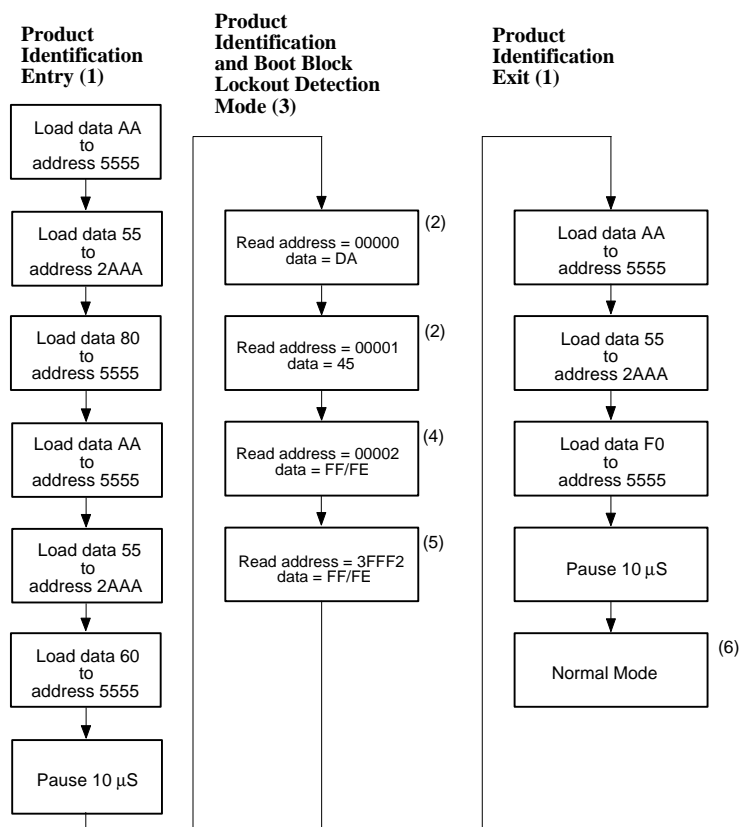 Product
Identification
Entry (1)
Load data AA
to
address 5555
Load data 55
to
address 2AAA
Load data 80
to
address 5555
Load data AA
to
address 5555
Load data 55
to
address 2AAA
Load data 60
to
address 5555
Pause 10 µS
Product
Identification
and Boot Block
Lockout Detection
Mode (3)
Read address = 00000
data = DA
(2)
Read address = 00001
data = 45
(2)
Read address = 00002
data = FF/FE
(4)
Read address = 3FFF2
data = FF/FE
(5)
Product
Identification
Exit (1)
Load data AA
to
address 5555
Load data 55
to
address 2AAA
Load data F0
to
address 5555
Pause 10 µS
Normal Mode
(6)